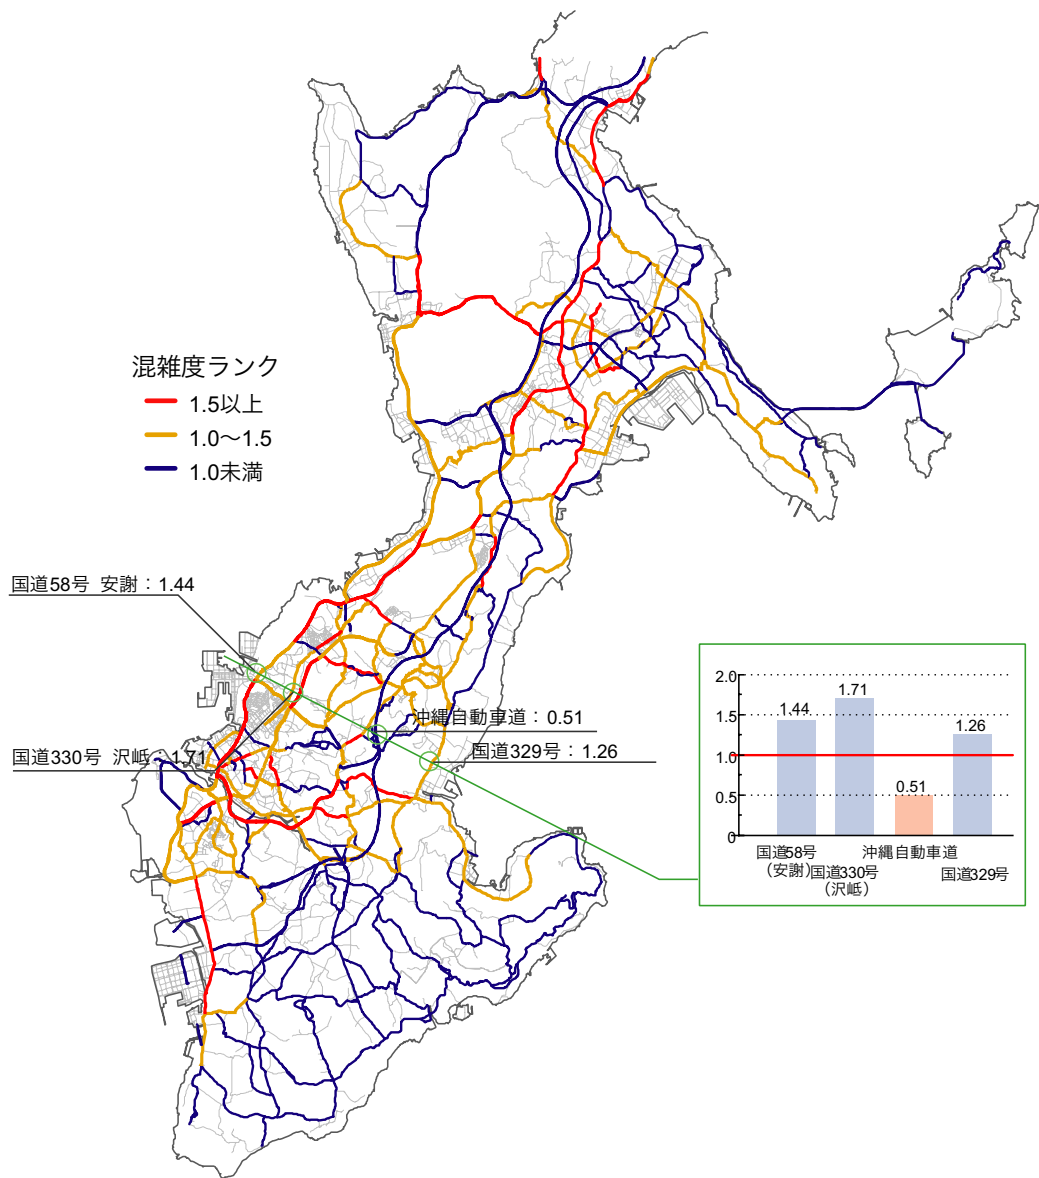 混雑度ランク
1.5以上
1.0～1.5
1.0未満
国道58号 安謝：1.44
沖縄自動車道：0.51
国道330号 沢岻：1.71
国道329号：1.26
2.0
1.5
1.0
0.5
0
1.44
1.71
0.51
1.26
国道58号
（安謝）
国道330号
（沢岻）
沖縄自動車道
国道329号